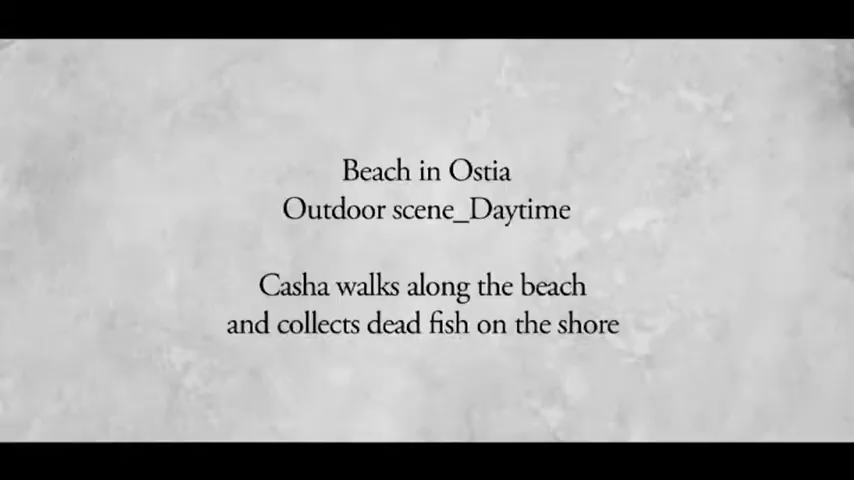 Beach in Ostia
Outdoor scene_Daytime
Casha walks along the beach
and collects dead fish on the shore